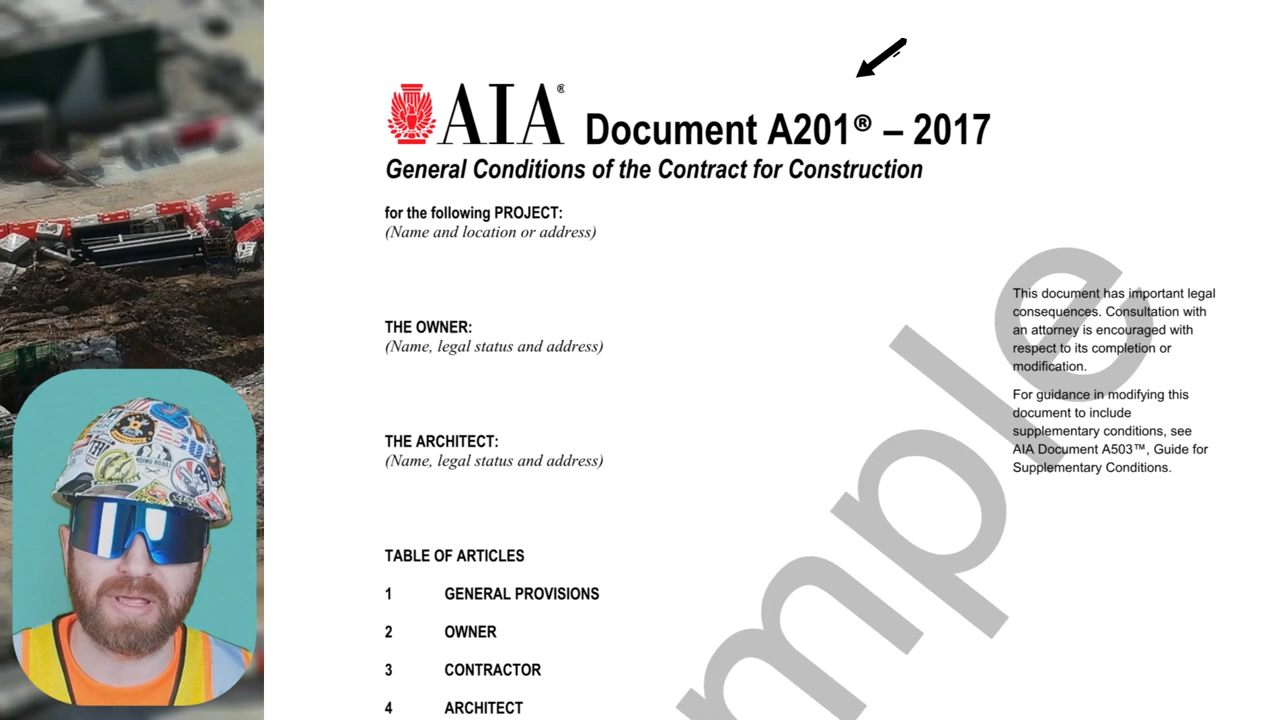 AIA® Document A201® – 2017
General Conditions of the Contract for Construction
for the following PROJECT:
(Name and location or address)
THE OWNER:
(Name, legal status and address)
THE ARCHITECT:
(Name, legal status and address)
TABLE OF ARTICLES
1 GENERAL PROVISIONS
2 OWNER
3 CONTRACTOR
4 ARCHITECT
This document has important legal
consequences. Consultation with
an attorney is encouraged with
respect to its completion or
modification.
For guidance in modifying this
document to include
supplementary conditions, see
AIA Document A503™, Guide for
Supplementary Conditions.
mple